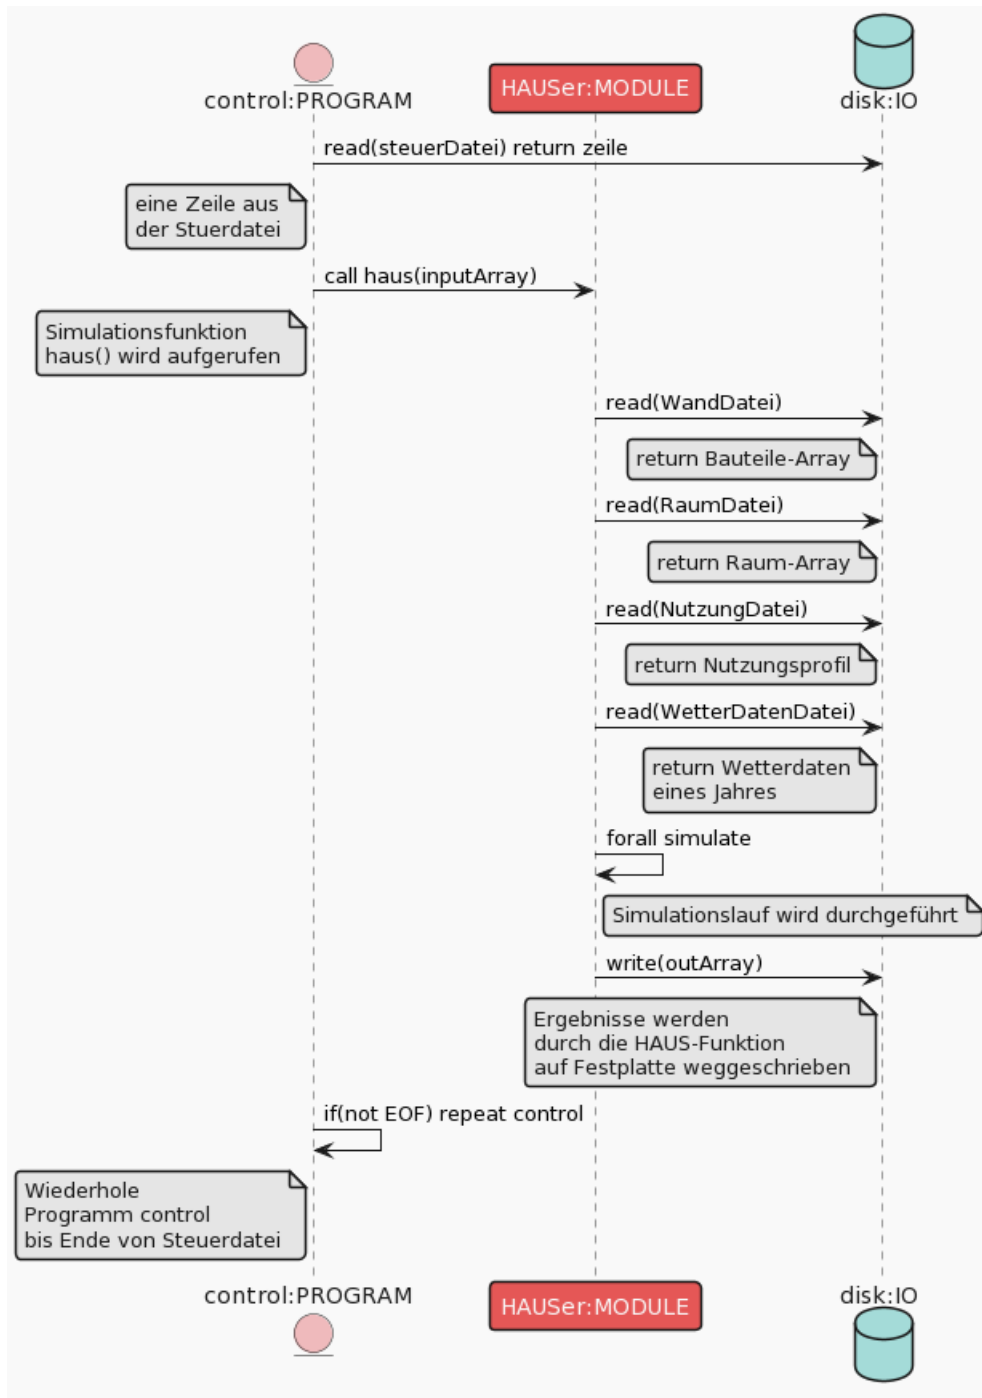 control:PROGRAM
HAUSer:MODULE
disk:IO
read(steuerDatei) return zeile
eine Zeile aus
der Stuerdatei
call haus(inputArray)
Simulationsfunktion
haus() wird aufgerufen
read(WandDatei)
return Bauteile-Array
read(RaumDatei)
return Raum-Array
read(NutzungDatei)
return Nutzungsprofil
read(WetterDatenDatei)
return Wetterdaten
eines Jahres
forall simulate
Simulationslauf wird durchgeführt
write(outArray)
Ergebnisse werden
durch die HAUS-Funktion
auf Festplatte weggeschrieben
if(not EOF) repeat control
Wiederhole
Programm control
bis Ende von Steuerdatei
control:PROGRAM
HAUSer:MODULE
disk:IO